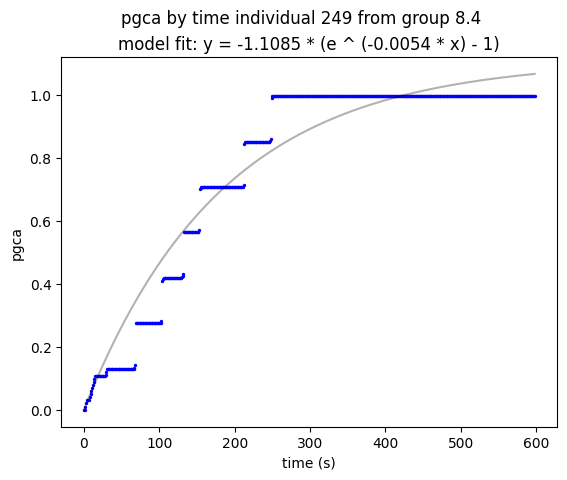 pgca by time individual 249 from group 8.4
model fit: y = -1.1085 * (e ^ (-0.0054 * x) - 1)
1.0
0.8
0.6
0.4
0.2
0.0
pgca
0 100 200 300 400 500 600
time (s)